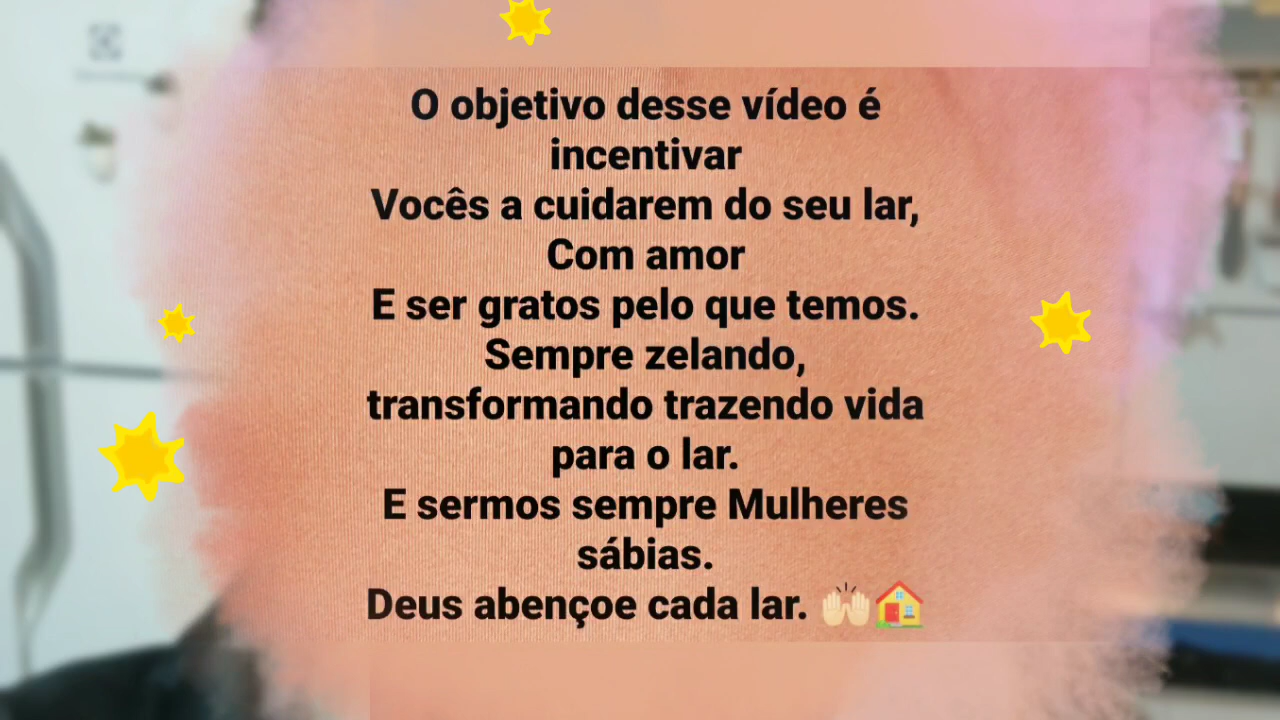 O objetivo desse vídeo é
incentivar
Vocês a cuidarem do seu lar,
Com amor
E ser gratos pelo que temos.
Sempre zelando,
transformando trazendo vida
para o lar.
E sermos sempre Mulheres
sábias.
Deus abençoe cada lar. 🙌🏻🏠